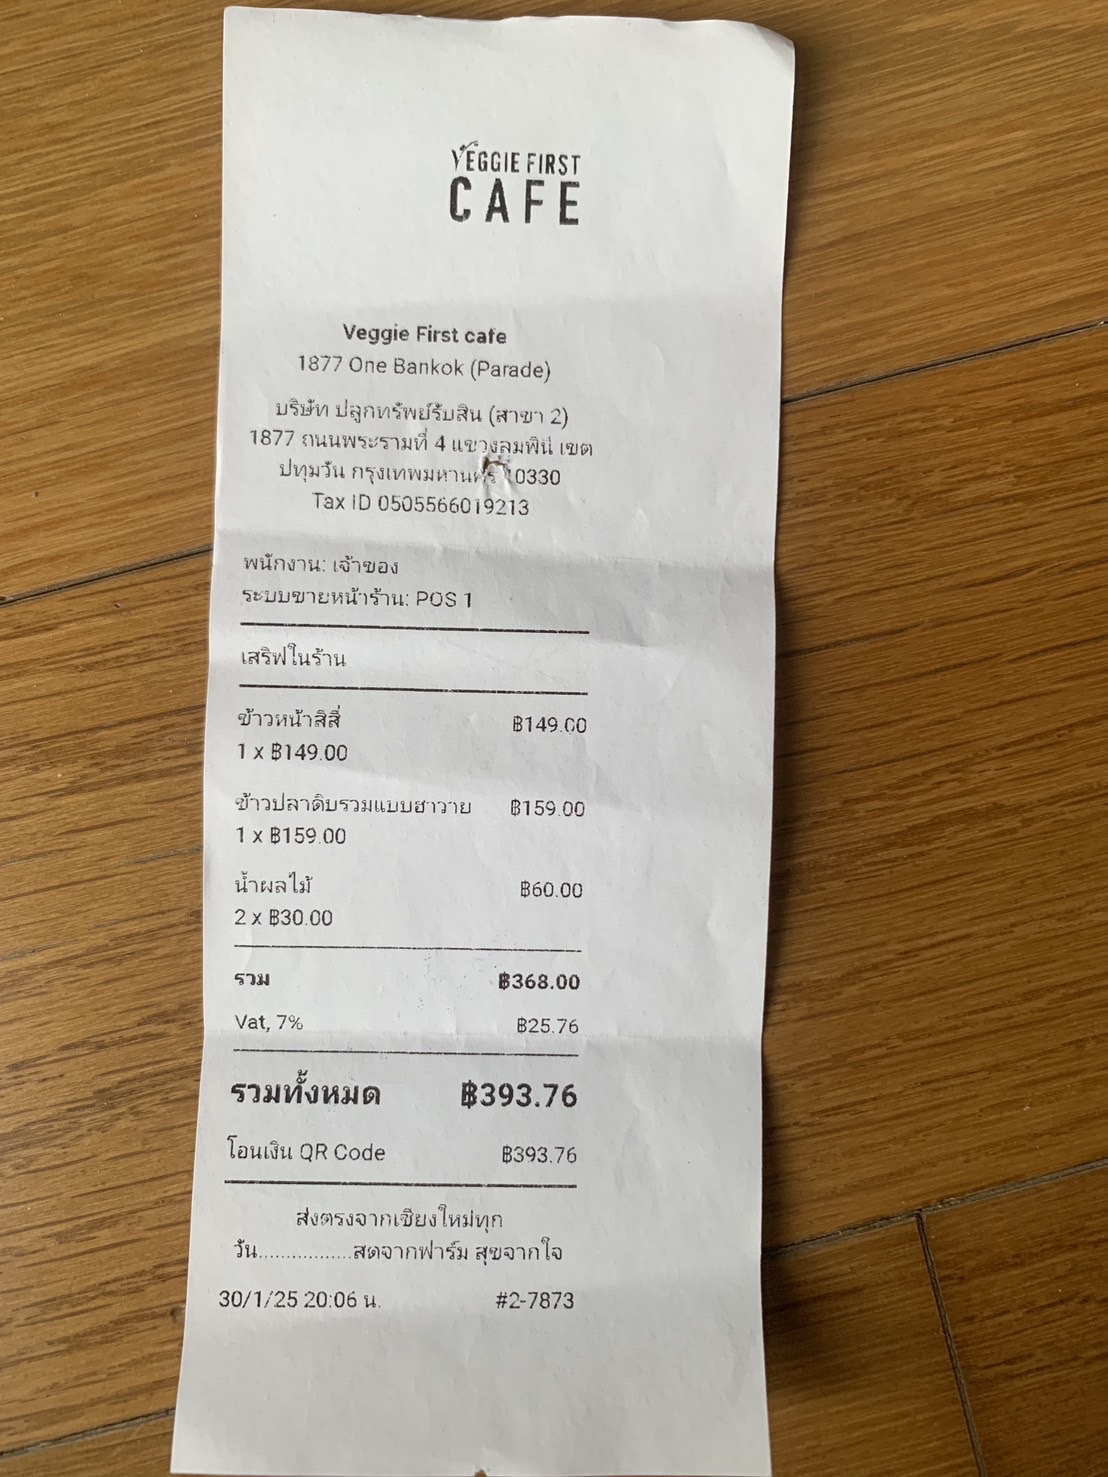 VEGGIE FIRST
CAFE
Veggie First cafe
1877 One Bankok (Parade)
บริษัท ปลูกทรัพย์รับสิน (สาขา 2)
1877 ถนนพระรามที่ 4 แขวงลุมพินี เขต
ปทุมวัน กรุงเทพมหานคร 10330
Tax ID 0505566019213
พนักงาน: เจ้าของ
ระบบขายหน้าร้าน: POS 1
เสริฟในร้าน
ข้าวหน้าสิสี่ ฿149.00
1 x ฿149.00
ข้าวปลาดิบรวมแบบฮาวาย ฿159.00
1 x ฿159.00
น้ำผลไม้ ฿60.00
2 x ฿30.00
รวม ฿368.00
Vat, 7% ฿25.76
รวมทั้งหมด ฿393.76
โอนเงิน QR Code ฿393.76
ส่งตรงจากเชียงใหม่ทุก
วัน.................สดจากฟาร์ม สุขจากใจ
30/1/25 20:06 น. #2-7873